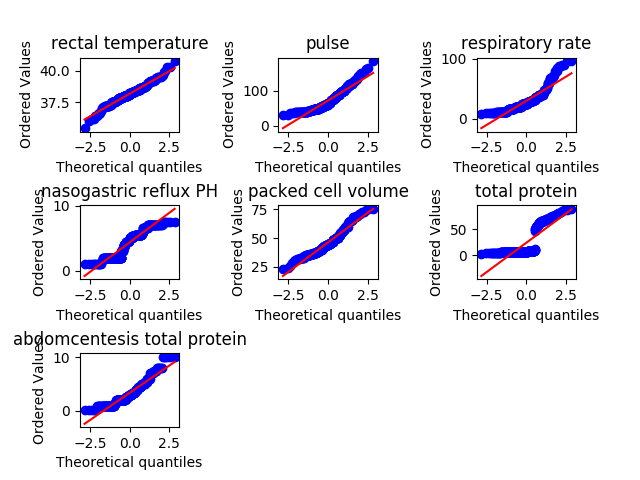 rectal temperature
pulse
respiratory rate
Ordered Values
40.0
37.5
−2.5 0.0 2.5
Theoretical quantiles
Ordered Values
100
0
−2.5 0.0 2.5
Theoretical quantiles
Ordered Values
100
0
−2.5 0.0 2.5
Theoretical quantiles
nasogastric reflux PH
packed cell volume
total protein
Ordered Values
10
0
−2.5 0.0 2.5
Theoretical quantiles
Ordered Values
75
50
25
−2.5 0.0 2.5
Theoretical quantiles
Ordered Values
50
0
−2.5 0.0 2.5
Theoretical quantiles
abdomcentesis total protein
Ordered Values
10
0
−2.5 0.0 2.5
Theoretical quantiles